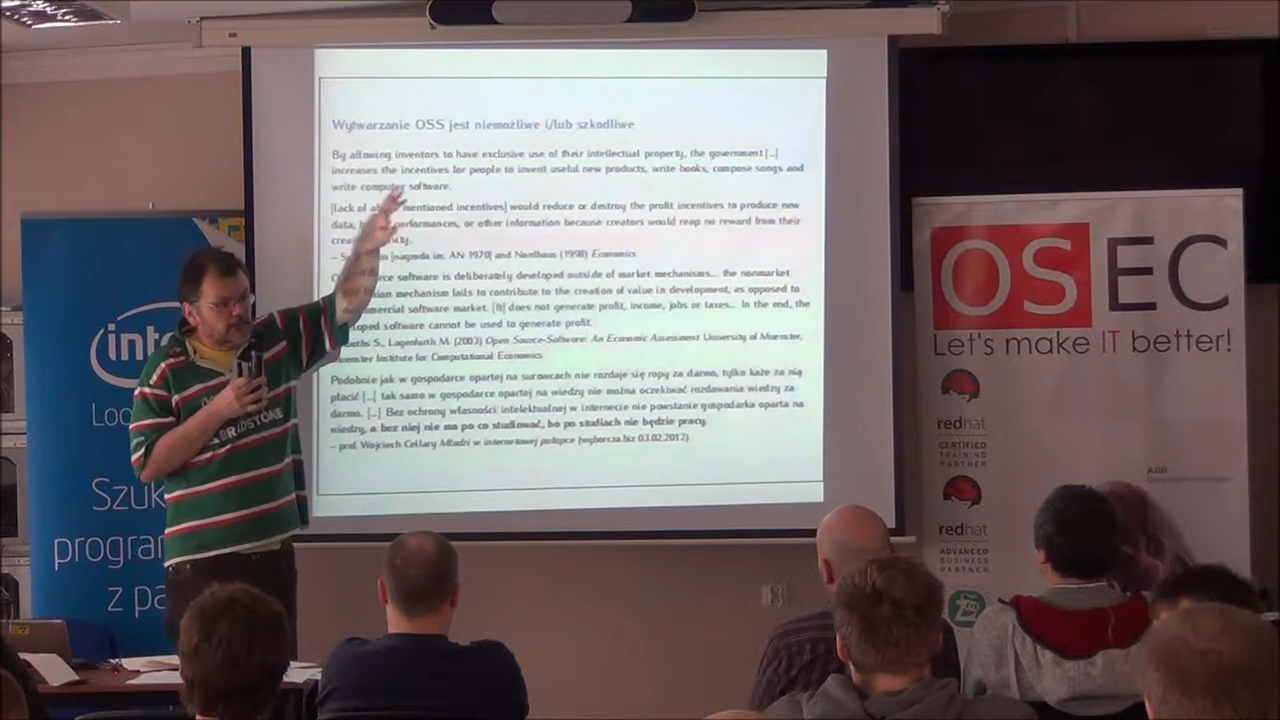 Wytwarzanie OSS jest niemożliwe i/lub szkodliwe
By allowing inventors to have exclusive use of their intellectual property, the government [...]
increases the incentives for people to invent useful new products, write books, compose songs and
write computer software.
[lack of mentioned incentives] would reduce or destroy the profit incentives to produce new
data, performances, or other information because creators would reap no reward from their
– [nagroda im. AN 1970] and Nordhaus (1998) Economics
software is deliberately developed outside of market mechanisms... the nonmarket
mechanism fails to contribute to the creation of value in development, as opposed to
software market. [It] does not generate profit, income, jobs or taxes... In the end, the
software cannot be used to generate profit.
S., Lagenfurth M. (2003) Open Source-Software: An Economic Assessment University of Muenster,
Institute for Computational Economics
Podobnie jak w gospodarce opartej na surowcach nie rozdaje się ropy za darmo, tylko każe za nią
płacić [...] tak samo w gospodarce opartej na wiedzy nie można oczekiwać rozdawania wiedzy za
darmo. [...] Bez ochrony własności intelektualnej w internecie nie powstanie gospodarka oparta na
wiedzy, a bez niej nie ma po co studiować, bo po studiach nie będzie pracy.
– prof. Wojciech Cellary Młodzi w internetowej pułapce (wyborcza.biz 03.02.2012)
BRIDSTONE
OSEC
Let's make IT better!
redhat
CERTIFIED
TRAINING
PARTNER
redhat
ADVANCED
BUSINESS
PARTNER